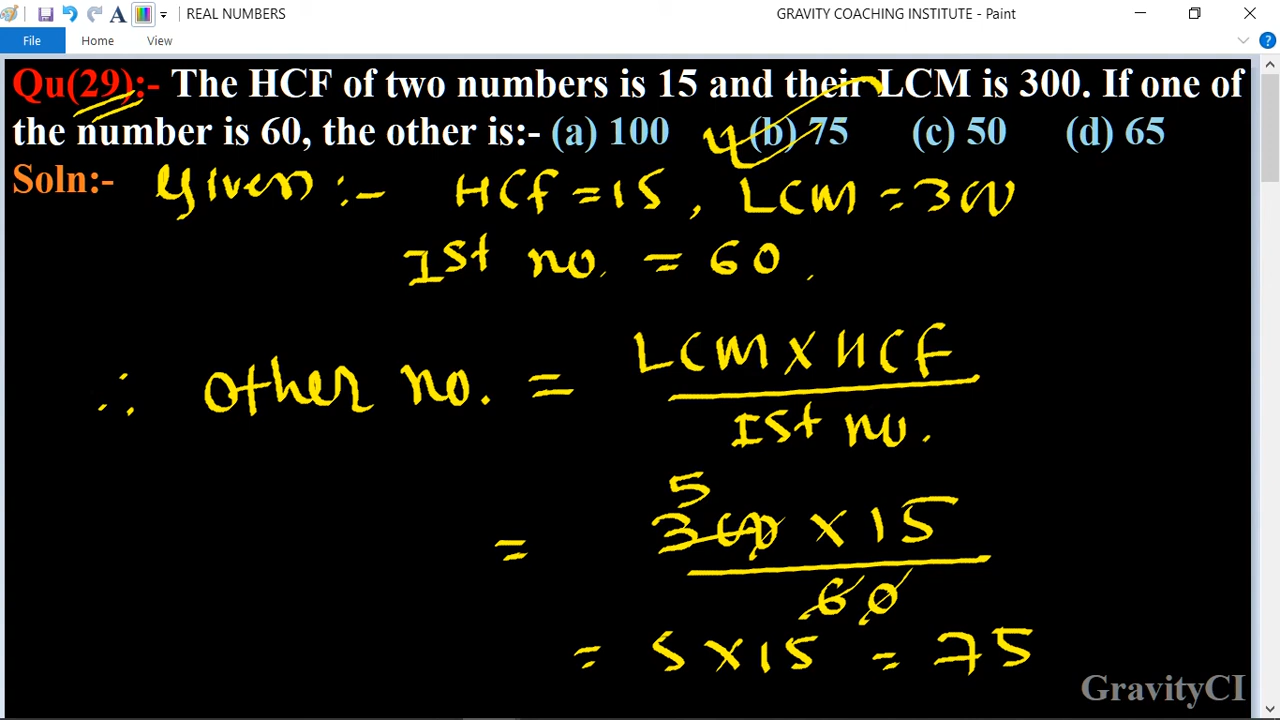 REAL NUMBERS
GRAVITY COACHING INSTITUTE - Paint
File Home View
Qu(29):- The HCF of two numbers is 15 and their LCM is 300. If one of
the number is 60, the other is:- (a) 100 (b) 75 (c) 50 (d) 65
Soln:- Given :- HCf = 15, LCM = 300
Ist no. = 60.
∴ Other no. = LCM X HCF
Ist no.
5
= 300 X 15
60
= 5 X 15 = 75
GravityCI